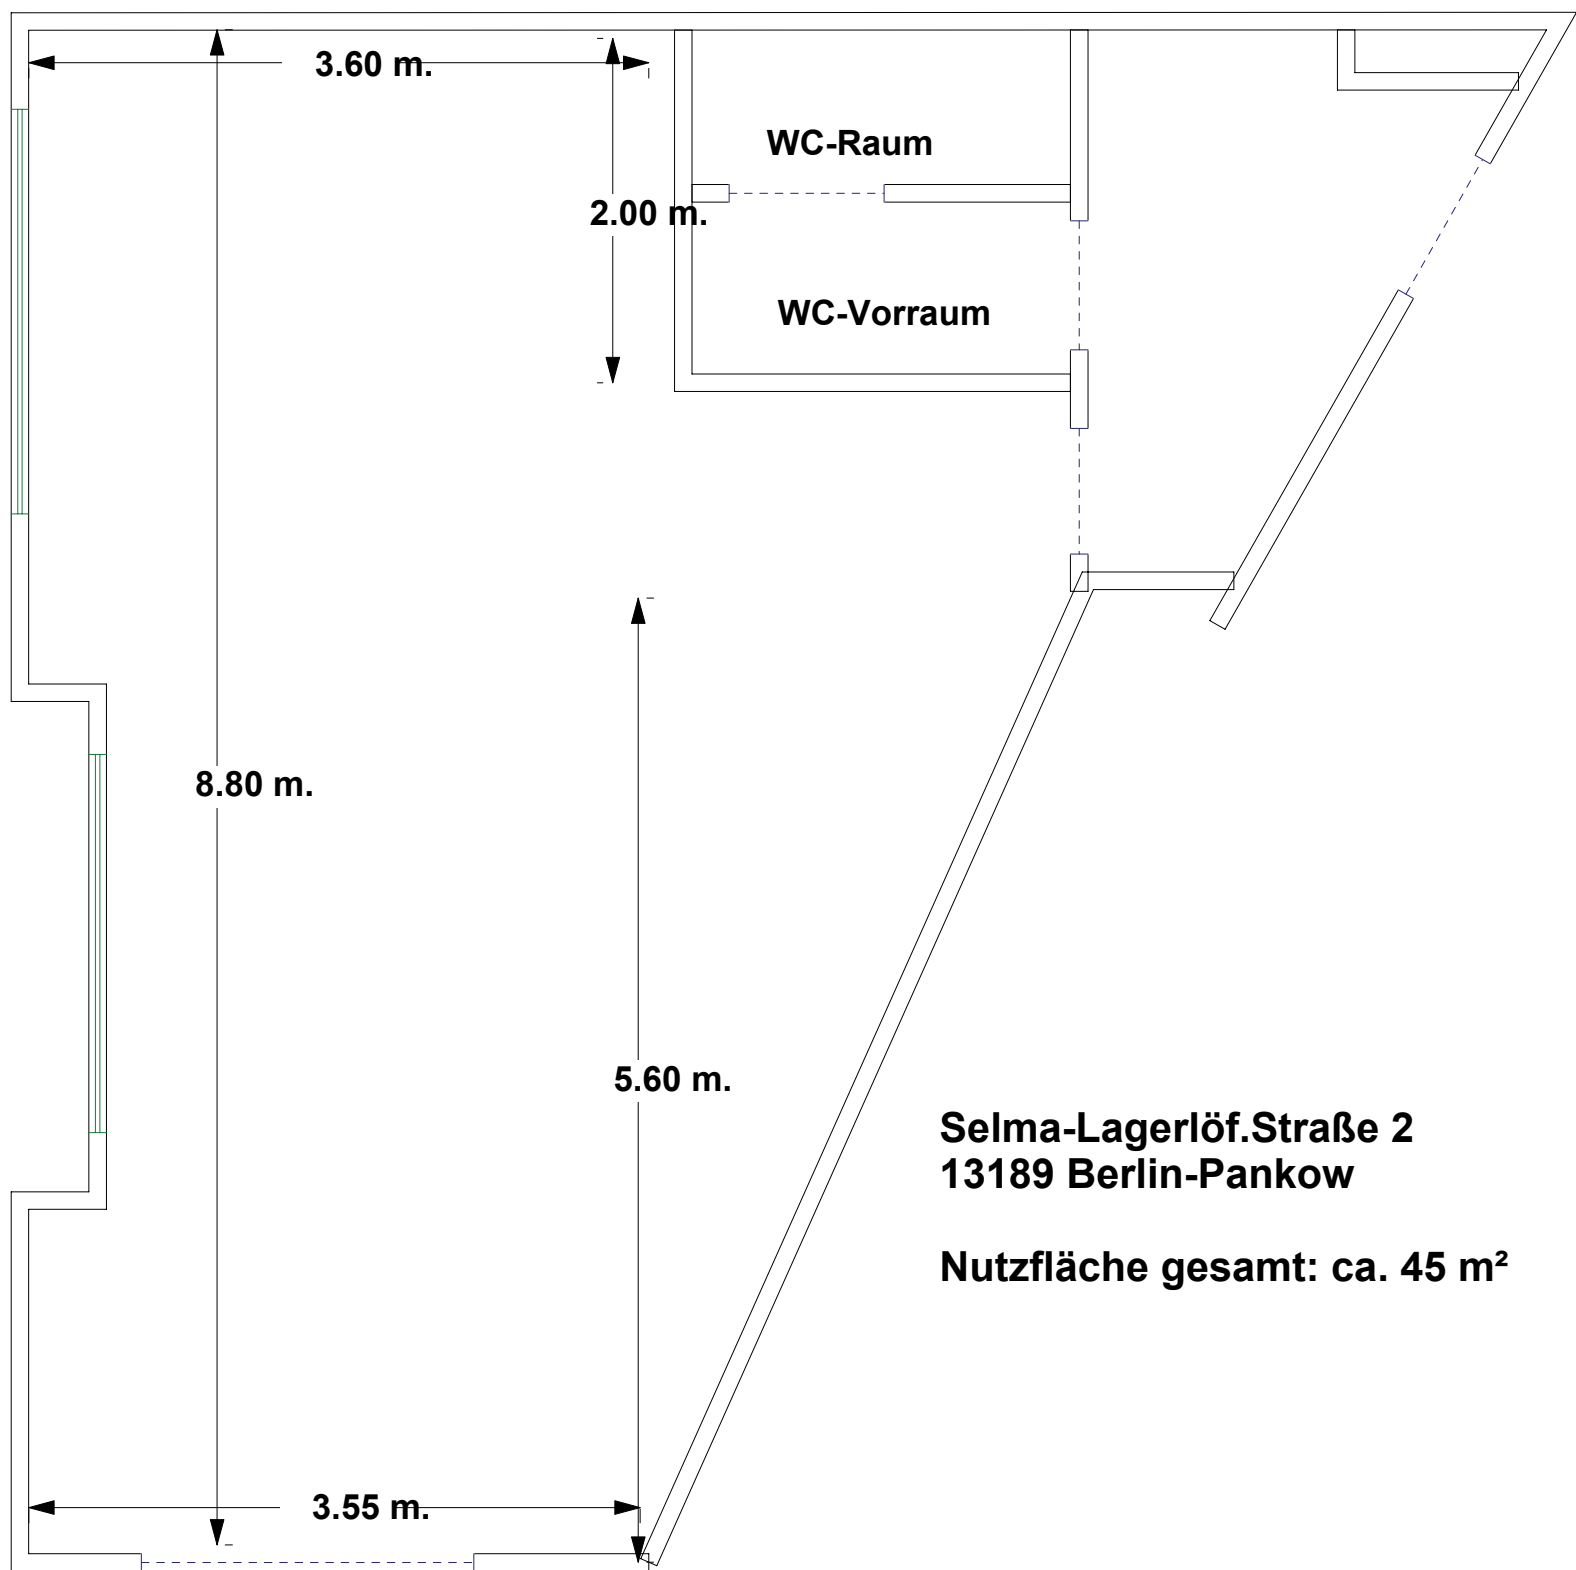 3.60 m.
WC-Raum
2.00 m.
WC-Vorraum
8.80 m.
5.60 m.
Selma-Lagerlöf.Straße 2
13189 Berlin-Pankow
Nutzfläche gesamt: ca. 45 m²
3.55 m.